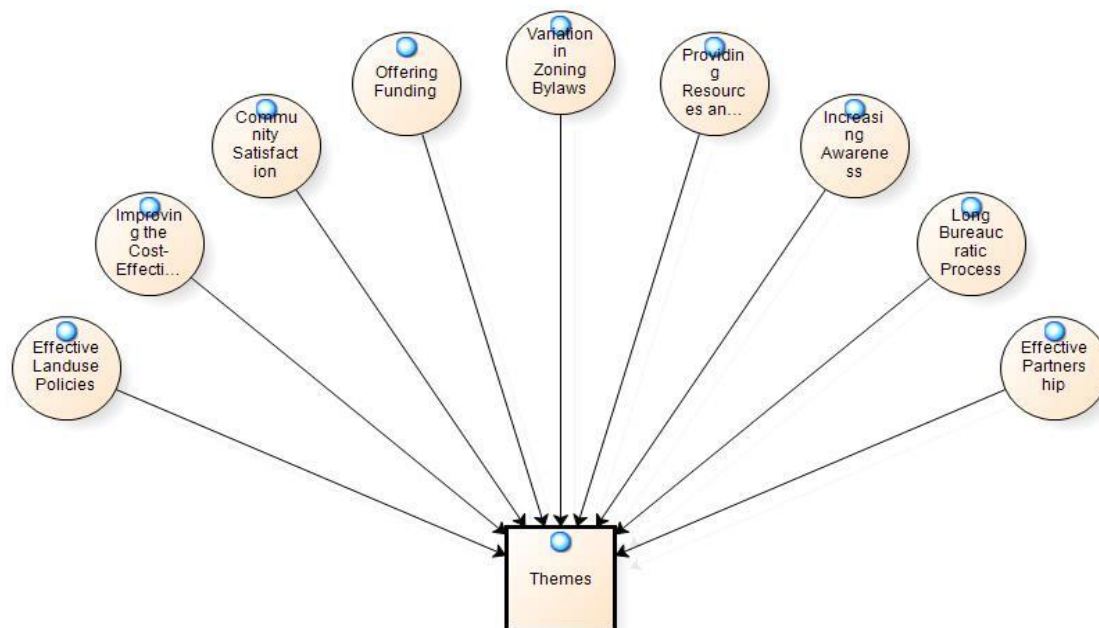 Effective
Landuse
Policies
Improvin
g the
Cost-
Effecti...
Commu
nity
Satisfact
ion
Offering
Funding
Variation
in
Zoning
Bylaws
Providin
g
Resourc
es an...
Increasi
ng
Awarene
ss
Long
Bureauc
ratic
Process
Effective
Partners
hip
Themes